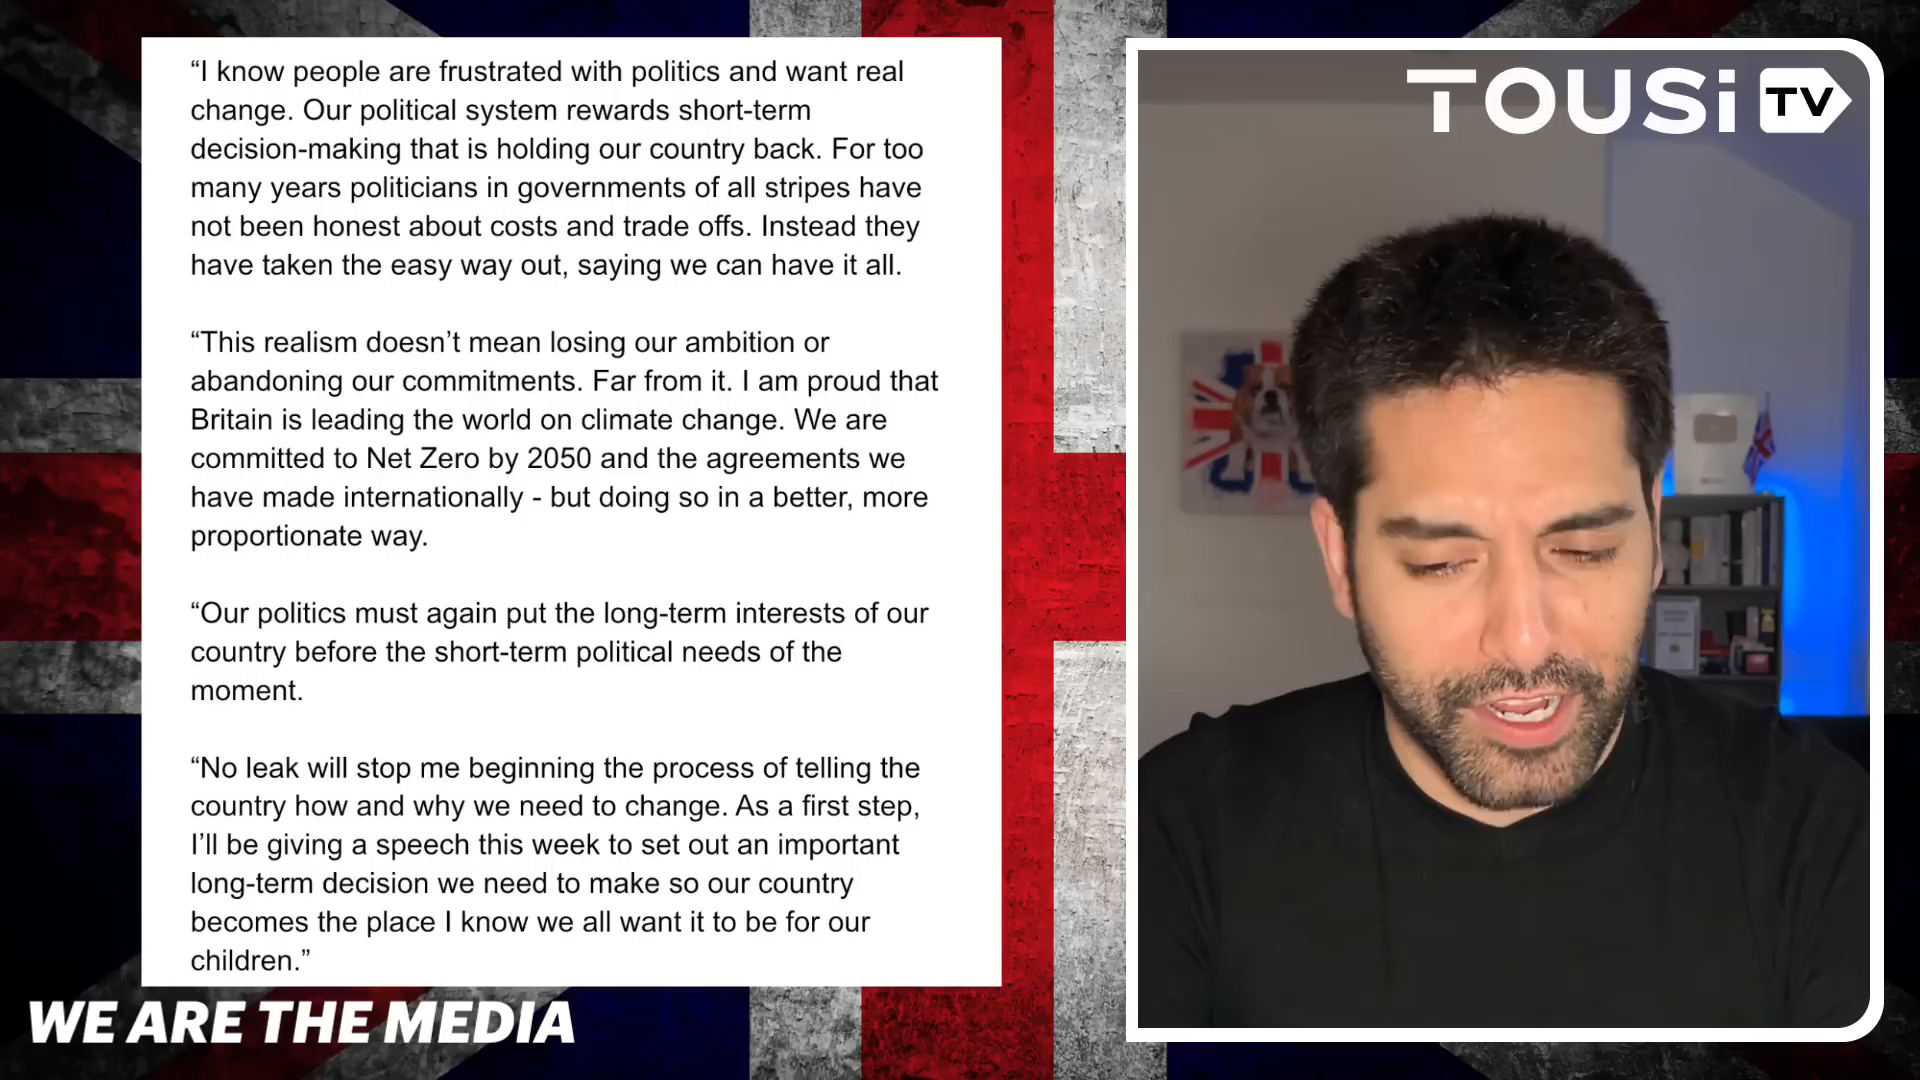 “I know people are frustrated with politics and want real
change. Our political system rewards short-term
decision-making that is holding our country back. For too
many years politicians in governments of all stripes have
not been honest about costs and trade offs. Instead they
have taken the easy way out, saying we can have it all.
“This realism doesn’t mean losing our ambition or
abandoning our commitments. Far from it. I am proud that
Britain is leading the world on climate change. We are
committed to Net Zero by 2050 and the agreements we
have made internationally - but doing so in a better, more
proportionate way.
“Our politics must again put the long-term interests of our
country before the short-term political needs of the
moment.
“No leak will stop me beginning the process of telling the
country how and why we need to change. As a first step,
I’ll be giving a speech this week to set out an important
long-term decision we need to make so our country
becomes the place I know we all want it to be for our
children.”
WE ARE THE MEDIA
TOUSi TV